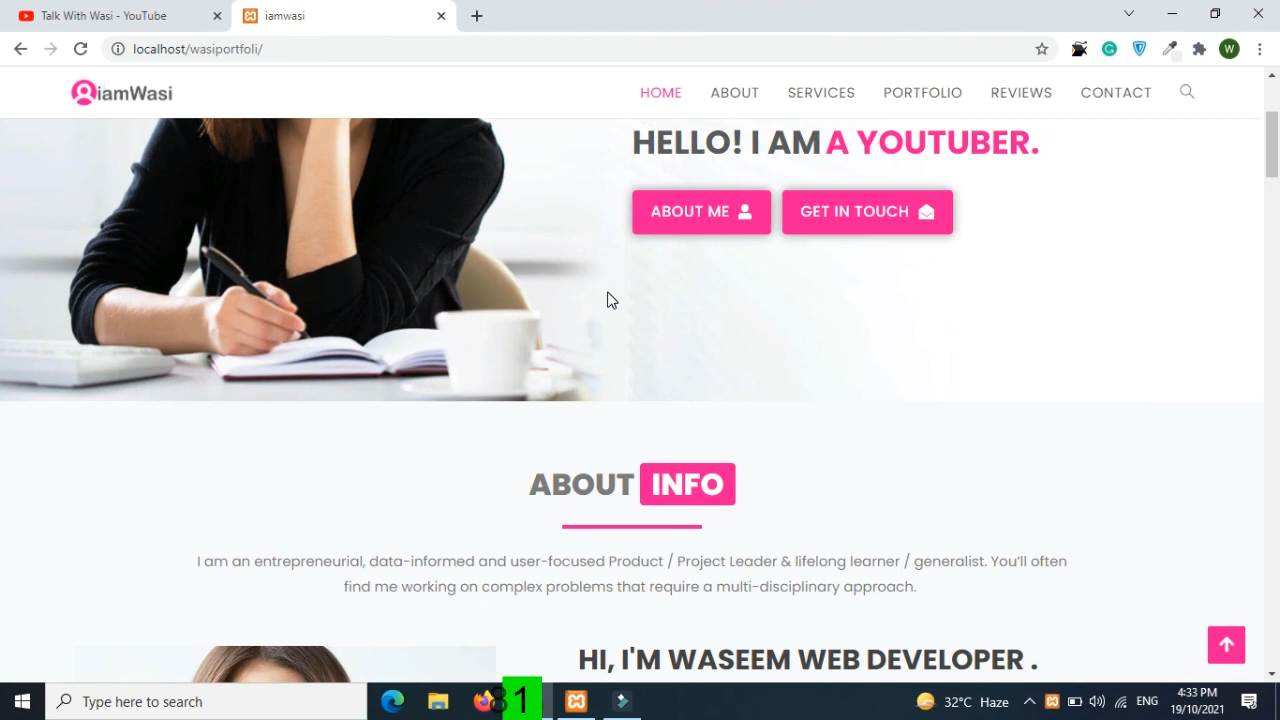 Talk With Wasi - YouTube
iamwasi
localhost/wasiportfoli/
W
iamWasi
HOME ABOUT SERVICES PORTFOLIO REVIEWS CONTACT
HELLO! I AM A YOUTUBER.
ABOUT ME GET IN TOUCH
ABOUT INFO
I am an entrepreneurial, data-informed and user-focused Product / Project Leader & lifelong learner / generalist. You'll often
find me working on complex problems that require a multi-disciplinary approach.
HI, I'M WASEEM WEB DEVELOPER .
Type here to search
81
32°C Haze
ENG
4:33 PM
19/10/2021